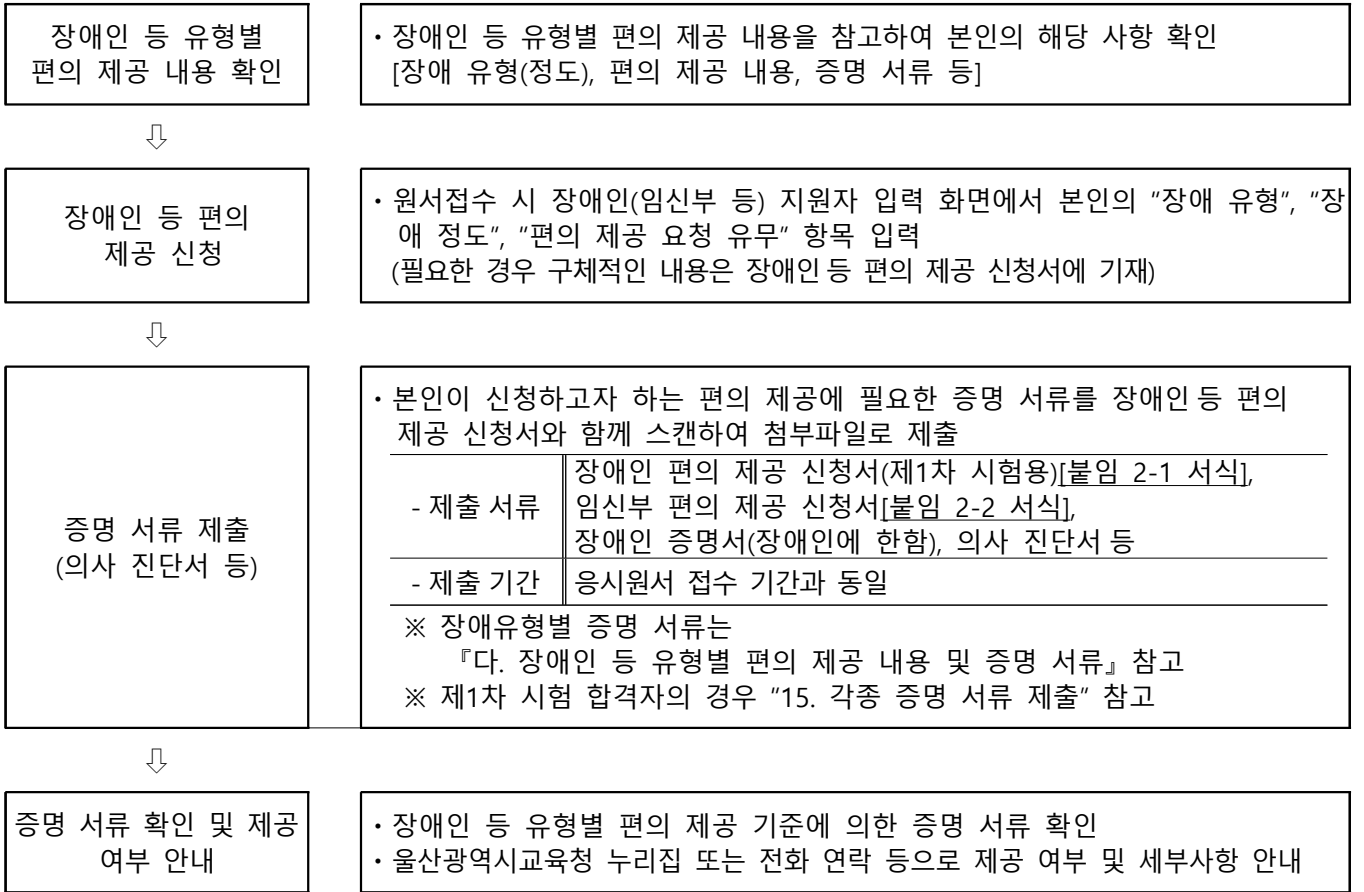 장애인 등 유형별
편의 제공 내용 확인
・장애인 등 유형별 편의 제공 내용을 참고하여 본인의 해당 사항 확인
[장애 유형(정도), 편의 제공 내용, 증명 서류 등]
⇩
장애인 등 편의
제공 신청
・원서접수 시 장애인(임신부 등) 지원자 입력 화면에서 본인의 "장애 유형", "장
애 정도", "편의 제공 요청 유무" 항목 입력
(필요한 경우 구체적인 내용은 장애인 등 편의 제공 신청서에 기재)
⇩
증명 서류 제출
(의사 진단서 등)
・본인이 신청하고자 하는 편의 제공에 필요한 증명 서류를 장애인 등 편의
제공 신청서와 함께 스캔하여 첨부파일로 제출
- 제출 서류
장애인 편의 제공 신청서(제1차 시험용)[붙임 2-1 서식],
임신부 편의 제공 신청서[붙임 2-2 서식],
장애인 증명서(장애인에 한함), 의사 진단서 등
- 제출 기간
응시원서 접수 기간과 동일
※ 장애유형별 증명 서류는
『다. 장애인 등 유형별 편의 제공 내용 및 증명 서류』 참고
※ 제1차 시험 합격자의 경우 "15. 각종 증명 서류 제출" 참고
⇩
증명 서류 확인 및 제공
여부 안내
・장애인 등 유형별 편의 제공 기준에 의한 증명 서류 확인
・울산광역시교육청 누리집 또는 전화 연락 등으로 제공 여부 및 세부사항 안내